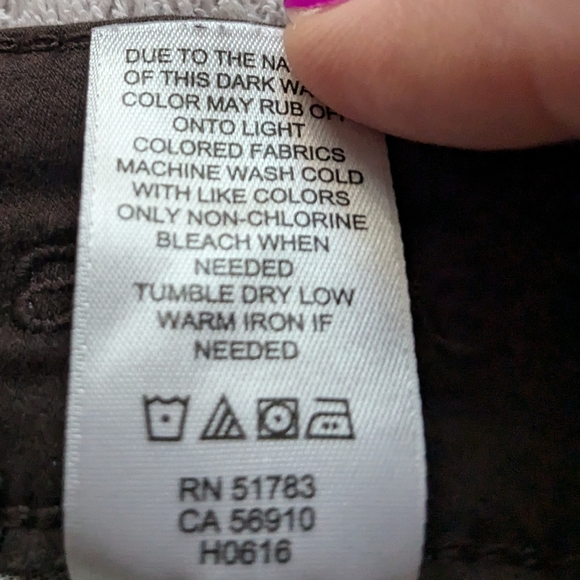 DUE TO THE
OF THIS DARK
COLOR MAY RUB
ONTO LIGHT
COLORED FABRICS
MACHINE WASH COLD
WITH LIKE COLORS
ONLY NON-CHLORINE
BLEACH WHEN
NEEDED
TUMBLE DRY LOW
WARM IRON IF
NEEDED
RN 51783
CA 56910
H0616